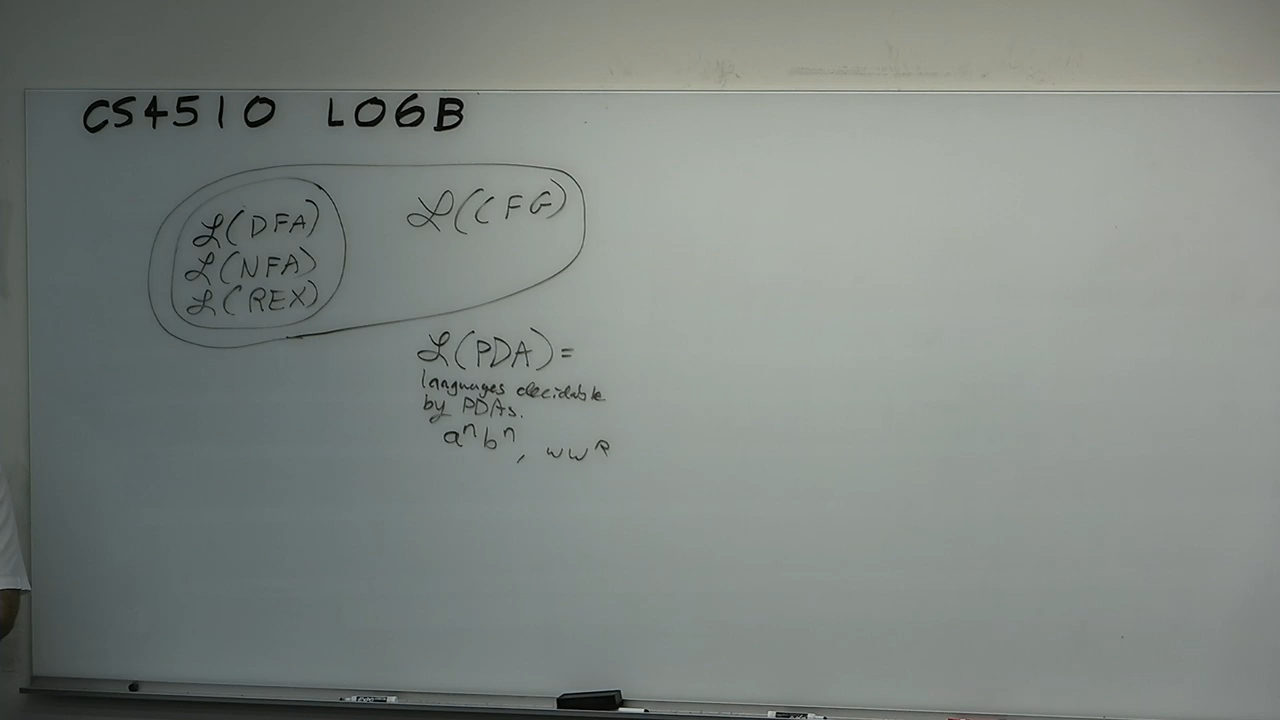 CS4510 L06B
ℒ(DFA)
ℒ(NFA)
ℒ(REX)
ℒ(CFG)
ℒ(PDA) =
languages decidable
by PDAs.
aⁿbⁿ, wwᴿ